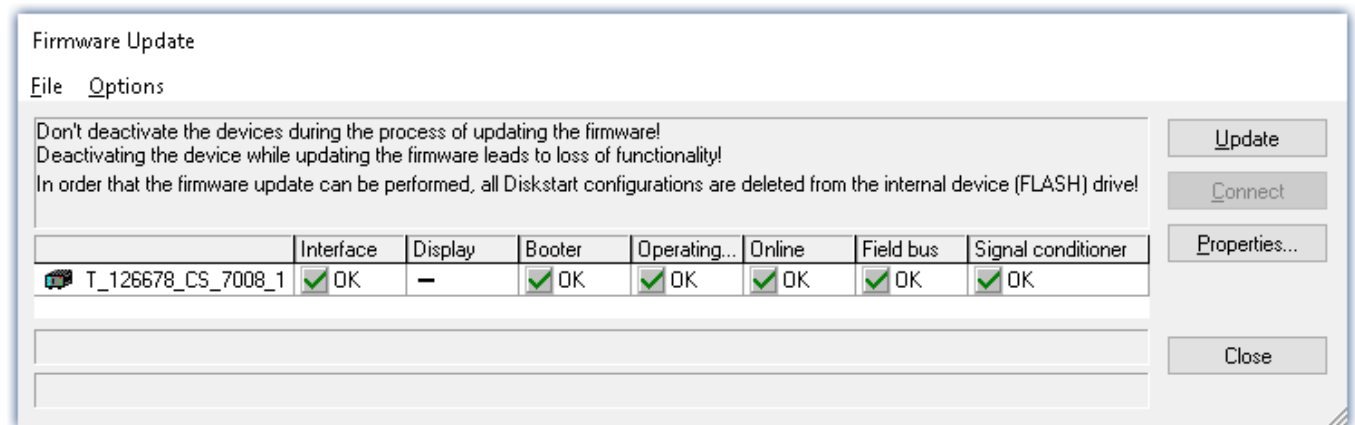 Firmware Update
File Options
Don't deactivate the devices during the process of updating the firmware!
Deactivating the device while updating the firmware leads to loss of functionality!
In order that the firmware update can be performed, all Diskstart configurations are deleted from the internal device (FLASH) drive!
Update
Connect
Properties...
Interface Display Booter Operating... Online Field bus Signal conditioner
T_126678_CS_7008_1 OK – OK OK OK OK OK
Close